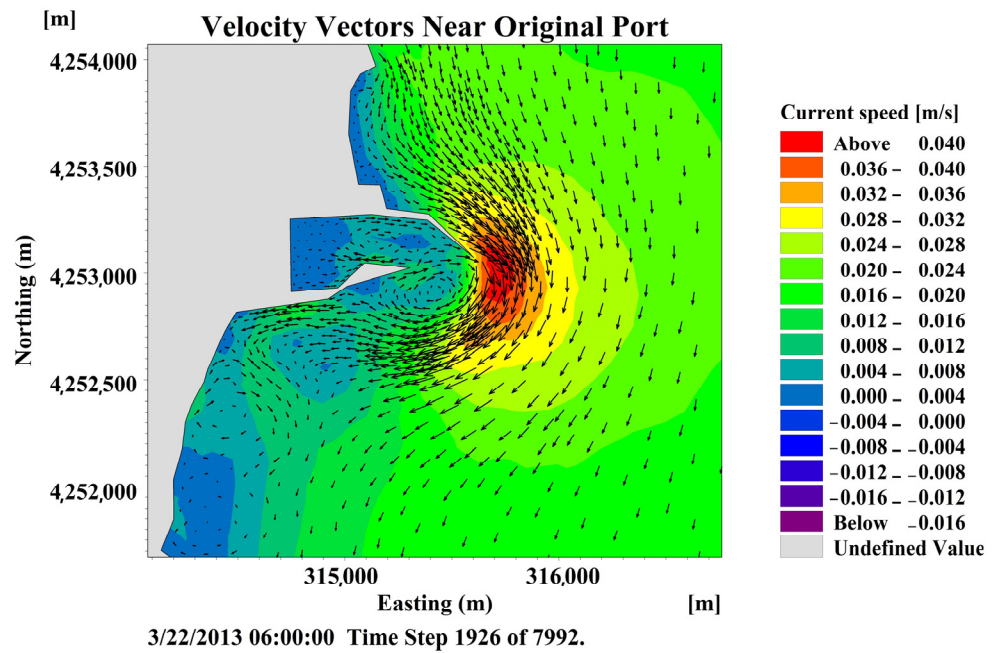 [m]
Velocity Vectors Near Original Port
4,254,000
4,253,500
4,253,000
4,252,500
4,252,000
Northing (m)
315,000
316,000
Easting (m)
[m]
3/22/2013 06:00:00 Time Step 1926 of 7992.
Current speed [m/s]
Above 0.040
0.036 – 0.040
0.032 – 0.036
0.028 – 0.032
0.024 – 0.028
0.020 – 0.024
0.016 – 0.020
0.012 – 0.016
0.008 – 0.012
0.004 – 0.008
0.000 – 0.004
–0.004 – 0.000
–0.008 – –0.004
–0.012 – –0.008
–0.016 – –0.012
Below –0.016
Undefined Value